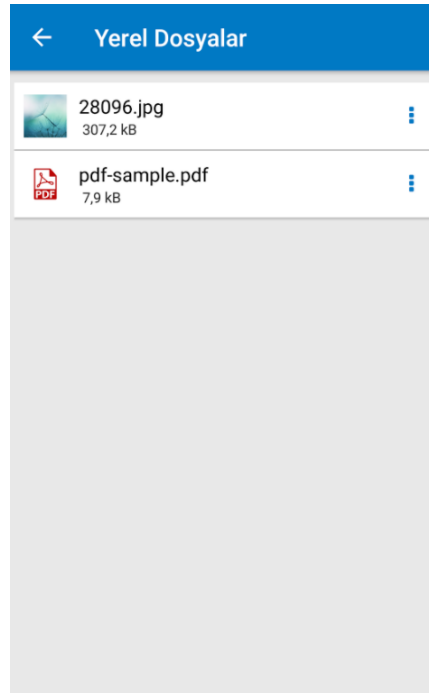 Yerel Dosyalar
28096.jpg
307,2 kB
PDF
pdf-sample.pdf
7,9 kB